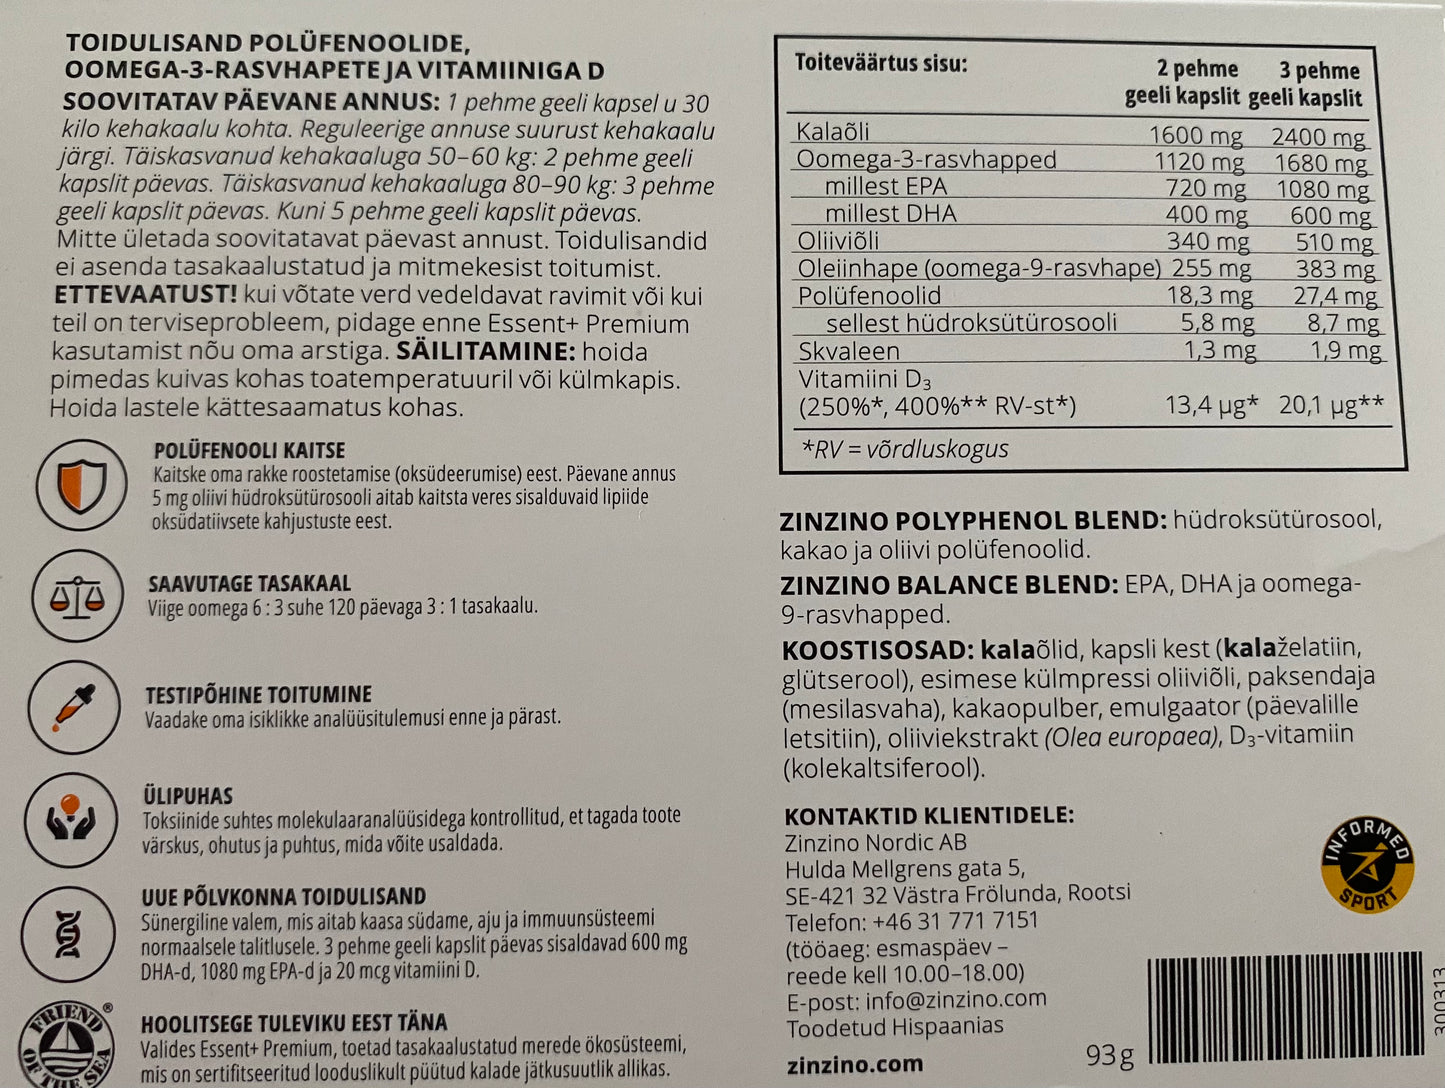 TOIDULISAND POLÜFENOOLIDE,
OOMEGA-3-RASVHAPETE JA VITAMIINIGA D
SOOVITATAV PÄEVANE ANNUS: 1 pehme geeli kapsel u 30
kilo kehakaalu kohta. Reguleerige annuse suurust kehakaalu
järgi. Täiskasvanud kehakaaluga 50–60 kg: 2 pehme geeli
kapslit päevas. Täiskasvanud kehakaaluga 80–90 kg: 3 pehme
geeli kapslit päevas. Kuni 5 pehme geeli kapslit päevas.
Mitte ületada soovitatavat päevast annust. Toidulisandid
ei asenda tasakaalustatud ja mitmekesist toitumist.
ETTEVAATUST! kui võtate verd vedeldavat ravimit või kui
teil on terviseprobleem, pidage enne Essent+ Premium
kasutamist nõu oma arstiga. SÄILITAMINE: hoida
pimedas kuivas kohas toatemperatuuril või külmkapis.
Hoida lastele kättesaamatus kohas.
POLÜFENOOLI KAITSE
Kaitske oma rakke roostetamise (oksüdeerumise) eest. Päevane annus
5 mg oliivi hüdroksütürosooli aitab kaitsta veres sisalduvaid lipiide
oksüdatiivsete kahjustuste eest.
SAAVUTAGE TASAKAAL
Viige oomega 6 : 3 suhe 120 päevaga 3 : 1 tasakaalu.
TESTIPÕHINE TOITUMINE
Vaadake oma isiklikke analüüsitulemusi enne ja pärast.
ÜLIPUHAS
Toksiinide suhtes molekulaaranalüüsidega kontrollitud, et tagada toote
värskus, ohutus ja puhtus, mida võite usaldada.
UUE PÕLVKONNA TOIDULISAND
Sünergiline valem, mis aitab kaasa südame, aju ja immuunsüsteemi
normaalsele talitlusele. 3 pehme geeli kapslit päevas sisaldavad 600 mg
DHA-d, 1080 mg EPA-d ja 20 mcg vitamiini D.
FRIEND OF THE SEA ®
HOOLITSEGE TULEVIKU EEST TÄNA
Valides Essent+ Premium, toetad tasakaalustatud merede ökosüsteemi,
mis on sertifitseeritud looduslikult püütud kalade jätkusuutlik allikas.
Toiteväärtus sisu: 2 pehme 3 pehme
geeli kapslit geeli kapslit
Kalaõli 1600 mg 2400 mg
Oomega-3-rasvhapped 1120 mg 1680 mg
millest EPA 720 mg 1080 mg
millest DHA 400 mg 600 mg
Oliiviõli 340 mg 510 mg
Oleiinhape (oomega-9-rasvhape) 255 mg 383 mg
Polüfenoolid 18,3 mg 27,4 mg
sellest hüdroksütürosooli 5,8 mg 8,7 mg
Skvaleen 1,3 mg 1,9 mg
Vitamiini D₃
(250%*, 400%** RV-st*) 13,4 µg* 20,1 µg**
*RV = võrdluskogus
ZINZINO POLYPHENOL BLEND: hüdroksütürosool,
kakao ja oliivi polüfenoolid.
ZINZINO BALANCE BLEND: EPA, DHA ja oomega-
9-rasvhapped.
KOOSTISOSAD: kalaõlid, kapsli kest (kalaželatiin,
glütserool), esimese külmpressi oliiviõli, paksendaja
(mesilasvaha), kakaopulber, emulgaator (päevalille
letsitiin), oliiviekstrakt (Olea europaea), D₃-vitamiin
(kolekaltsiferool).
KONTAKTID KLIENTIDELE:
Zinzino Nordic AB
Hulda Mellgrens gata 5,
SE-421 32 Västra Frölunda, Rootsi
Telefon: +46 31 771 7151
(tööaeg: esmaspäev –
reede kell 10.00–18.00)
E-post: info@zinzino.com
Toodetud Hispaanias
zinzino.com
INFORMED
SPORT
93 g
300313